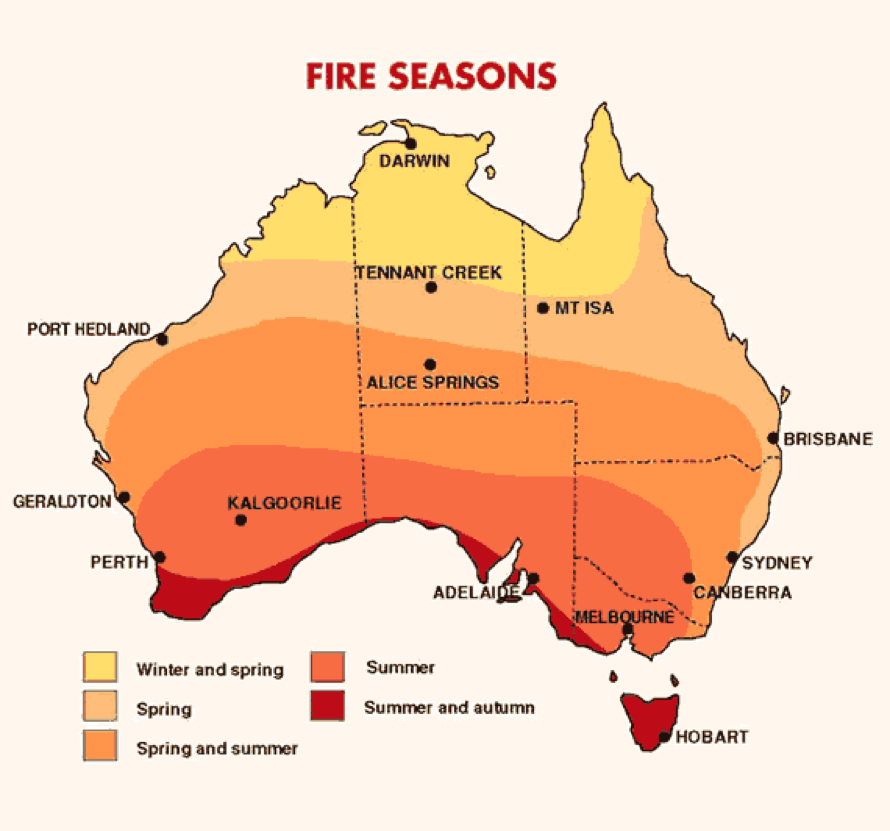 FIRE SEASONS
DARWIN
TENNANT CREEK
MT ISA
PORT HEDLAND
ALICE SPRINGS
BRISBANE
GERALDTON
KALGOORLIE
PERTH
SYDNEY
ADELAIDE
CANBERRA
MELBOURNE
Winter and spring
Summer
Spring
Summer and autumn
Spring and summer
HOBART